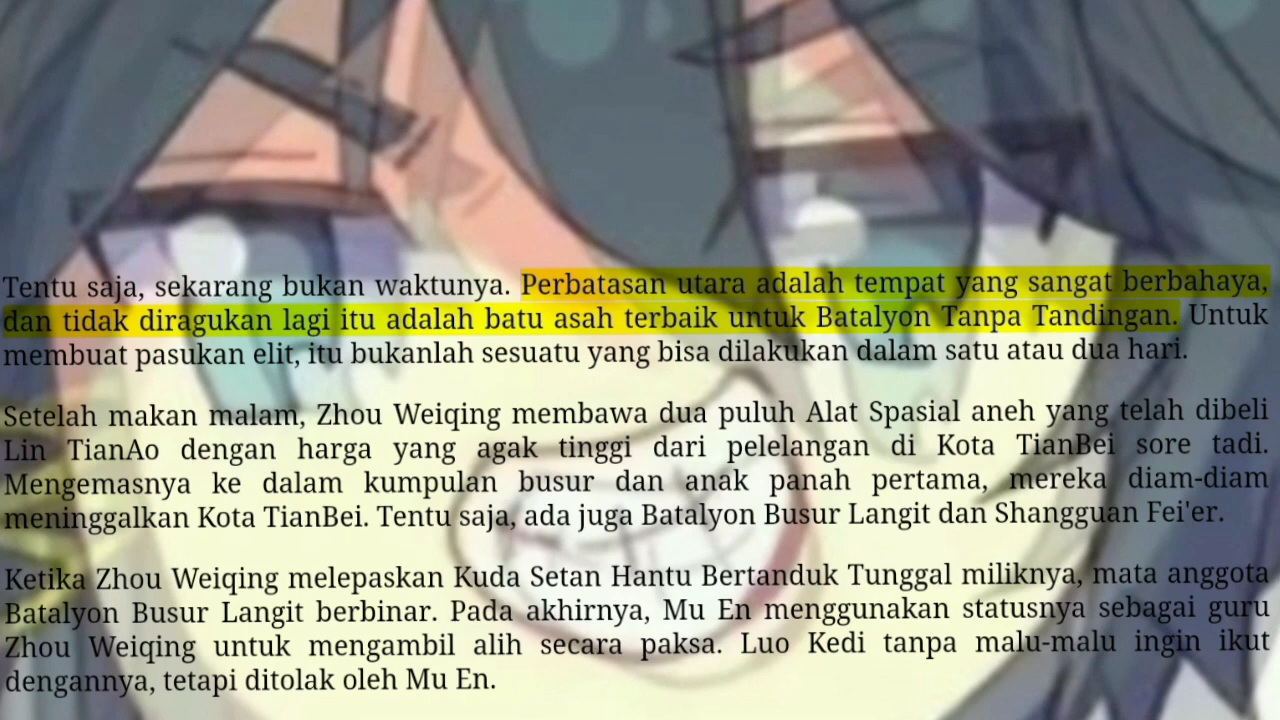 Tentu saja, sekarang bukan waktunya. Perbatasan utara adalah tempat yang sangat berbahaya,
dan tidak diragukan lagi itu adalah batu asah terbaik untuk Batalyon Tanpa Tandingan. Untuk
membuat pasukan elit, itu bukanlah sesuatu yang bisa dilakukan dalam satu atau dua hari.
Setelah makan malam, Zhou Weiqing membawa dua puluh Alat Spasial aneh yang telah dibeli
Lin TianAo dengan harga yang agak tinggi dari pelelangan di Kota TianBei sore tadi.
Mengemasnya ke dalam kumpulan busur dan anak panah pertama, mereka diam-diam
meninggalkan Kota TianBei. Tentu saja, ada juga Batalyon Busur Langit dan Shangguan Fei'er.
Ketika Zhou Weiqing melepaskan Kuda Setan Hantu Bertanduk Tunggal miliknya, mata anggota
Batalyon Busur Langit berbinar. Pada akhirnya, Mu En menggunakan statusnya sebagai guru
Zhou Weiqing untuk mengambil alih secara paksa. Luo Kedi tanpa malu-malu ingin ikut
dengannya, tetapi ditolak oleh Mu En.